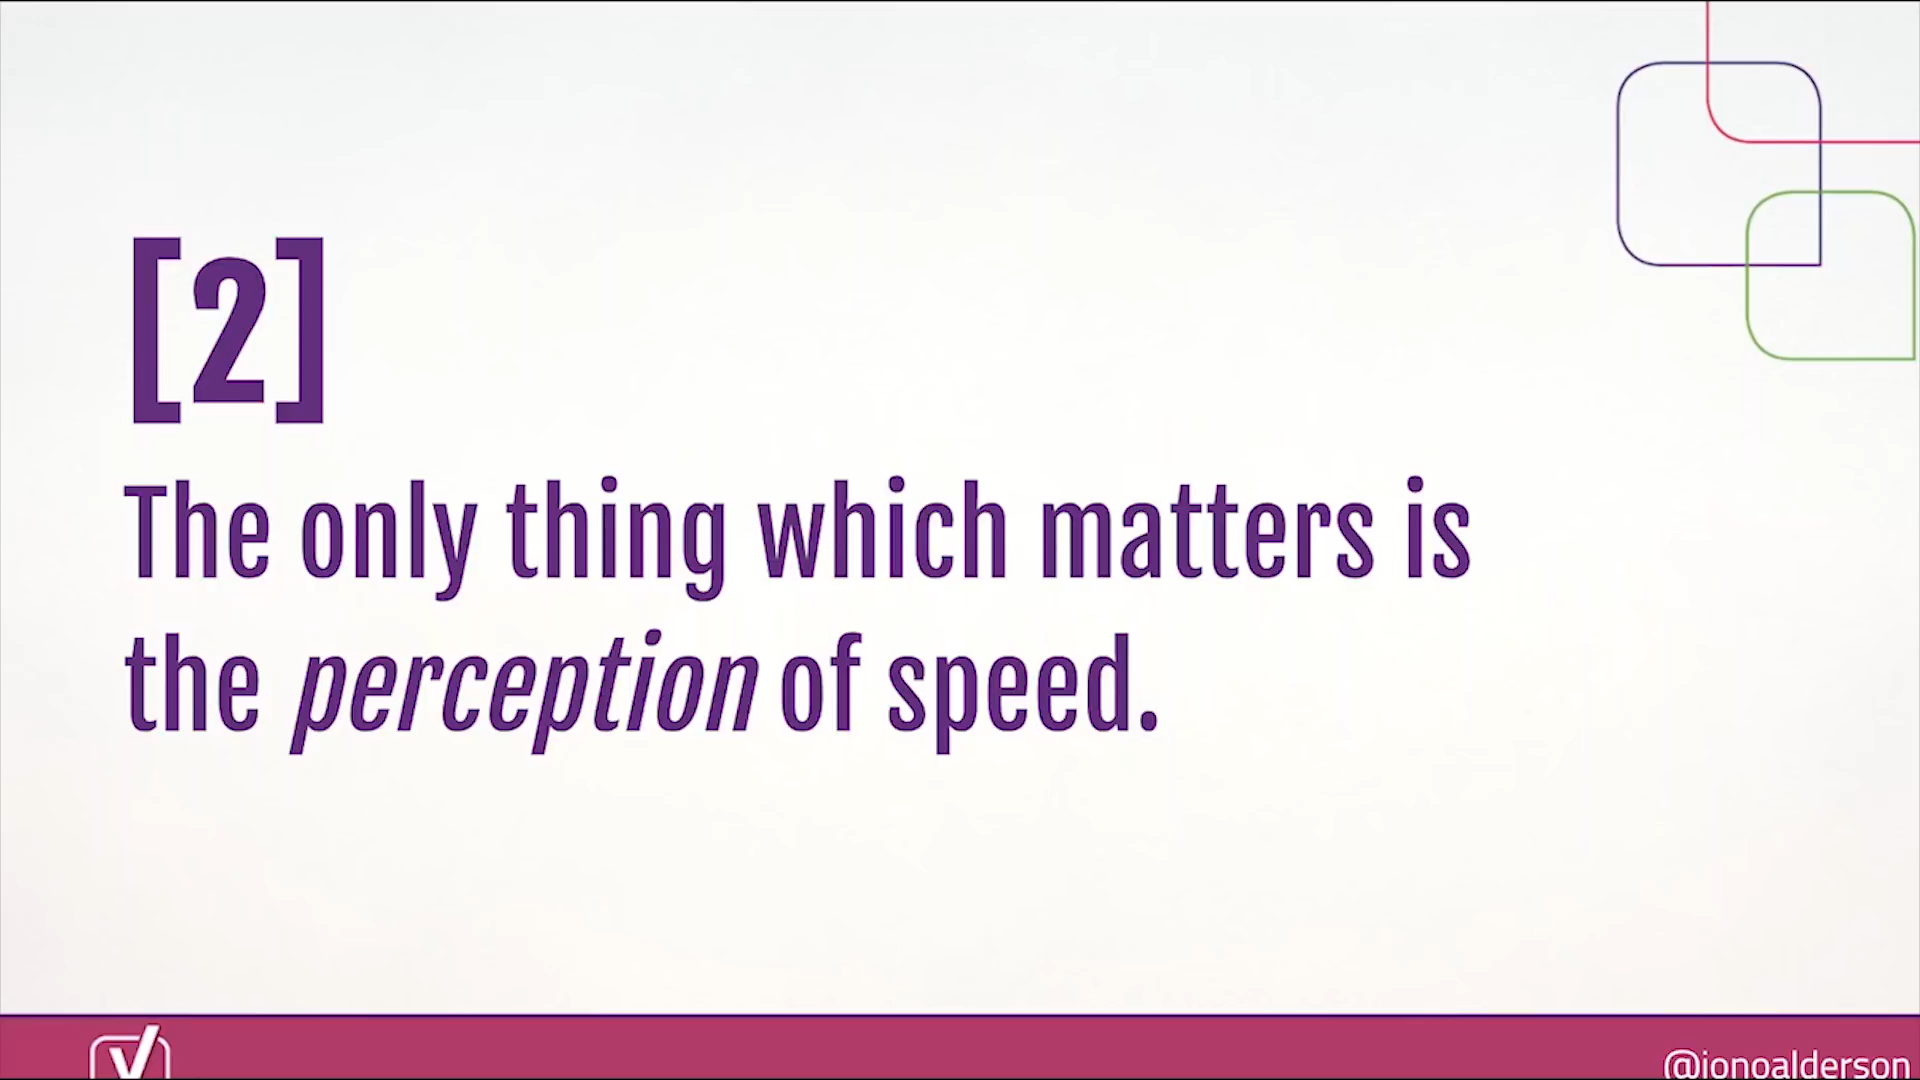 [2]
The only thing which matters is
the perception of speed.
@jonoalderson